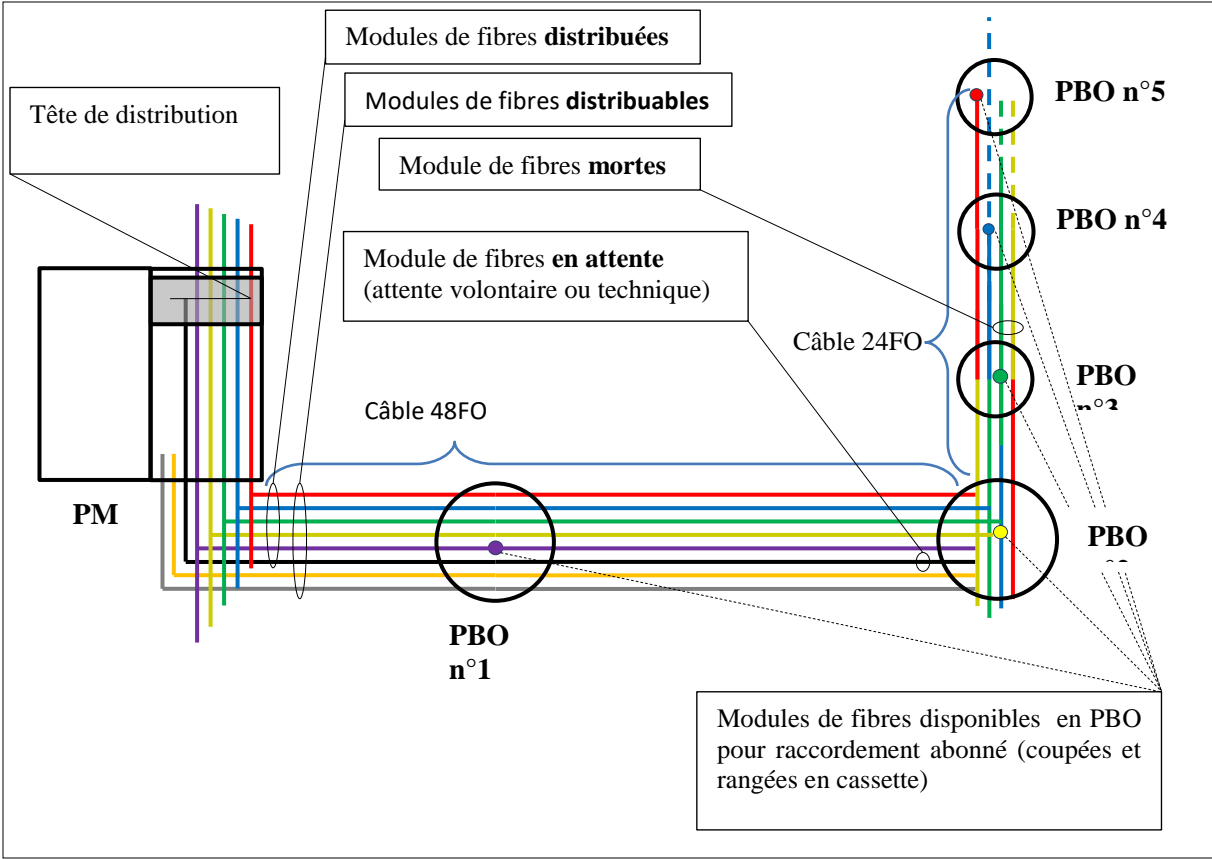 Modules de fibres distribuées
Modules de fibres distribuables
Tête de distribution
Module de fibres mortes
Module de fibres en attente
(attente volontaire ou technique)
PBO n°5
PBO n°4
Câble 24FO
PBO
n°3
Câble 48FO
PM
PBO
PBO
n°1
Modules de fibres disponibles en PBO
pour raccordement abonné (coupées et
rangées en cassette)